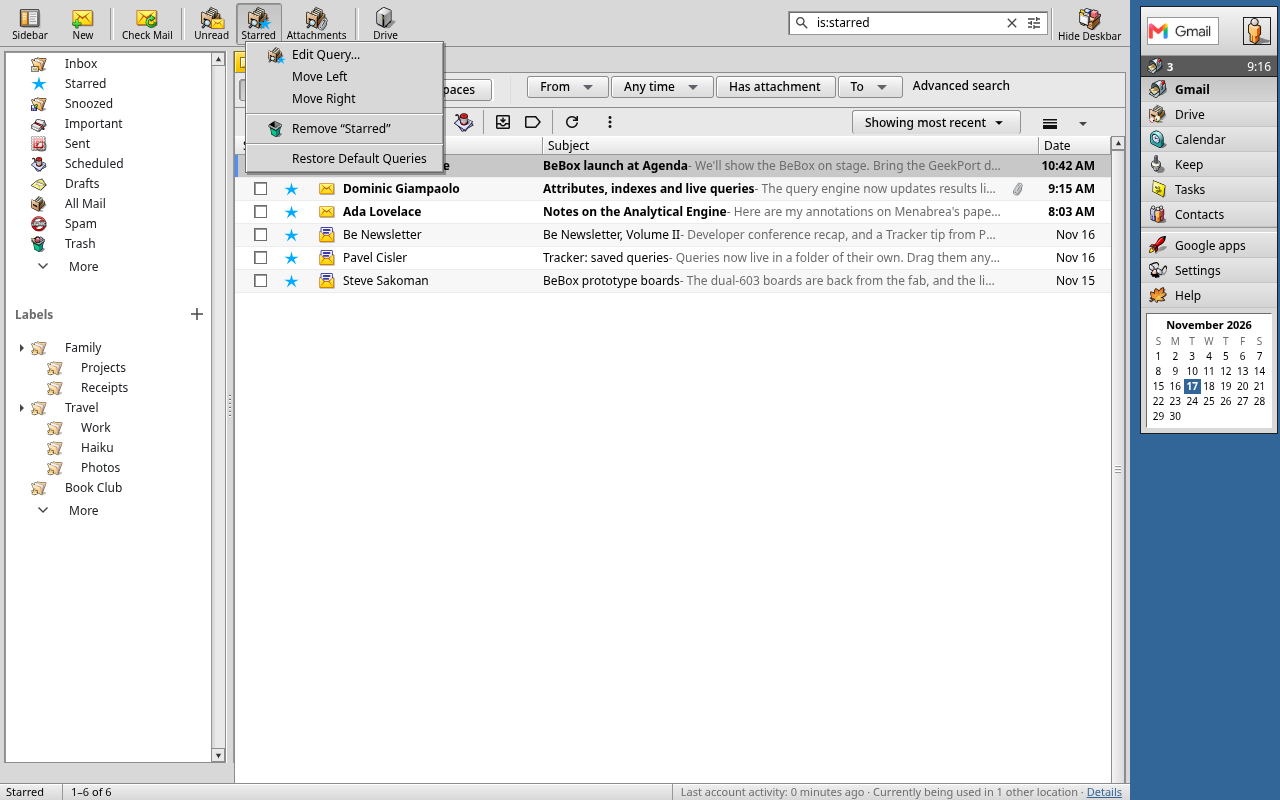 Sidebar
New
Check Mail
Unread
Starred
Attachments
Drive
is:starred
Hide Deskbar
Gmail
3
9:16
Gmail
Drive
Calendar
Keep
Tasks
Contacts
Google apps
Settings
Help
November 2026
S M T W T F S
1 2 3 4 5 6 7
8 9 10 11 12 13 14
15 16 17 18 19 20 21
22 23 24 25 26 27 28
29 30
Inbox
Starred
Snoozed
Important
Sent
Scheduled
Drafts
All Mail
Spam
Trash
More
Labels
Family
Projects
Receipts
Travel
Work
Haiku
Photos
Book Club
More
Edit Query...
Move Left
Move Right
Remove “Starred”
Restore Default Queries
From
Any time
Has attachment
To
Advanced search
Showing most recent
Subject
Date
BeBox launch at Agenda - We'll show the BeBox on stage. Bring the GeekPort d... 10:42 AM
Dominic Giampaolo Attributes, indexes and live queries - The query engine now updates results li... 9:15 AM
Ada Lovelace Notes on the Analytical Engine - Here are my annotations on Menabrea's pape... 8:03 AM
Be Newsletter Be Newsletter, Volume II - Developer conference recap, and a Tracker tip from P... Nov 16
Pavel Cisler Tracker: saved queries - Queries now live in a folder of their own. Drag them any... Nov 16
Steve Sakoman BeBox prototype boards - The dual-603 boards are back from the fab, and the li... Nov 15
Starred
1–6 of 6
Last account activity: 0 minutes ago · Currently being used in 1 other location · Details